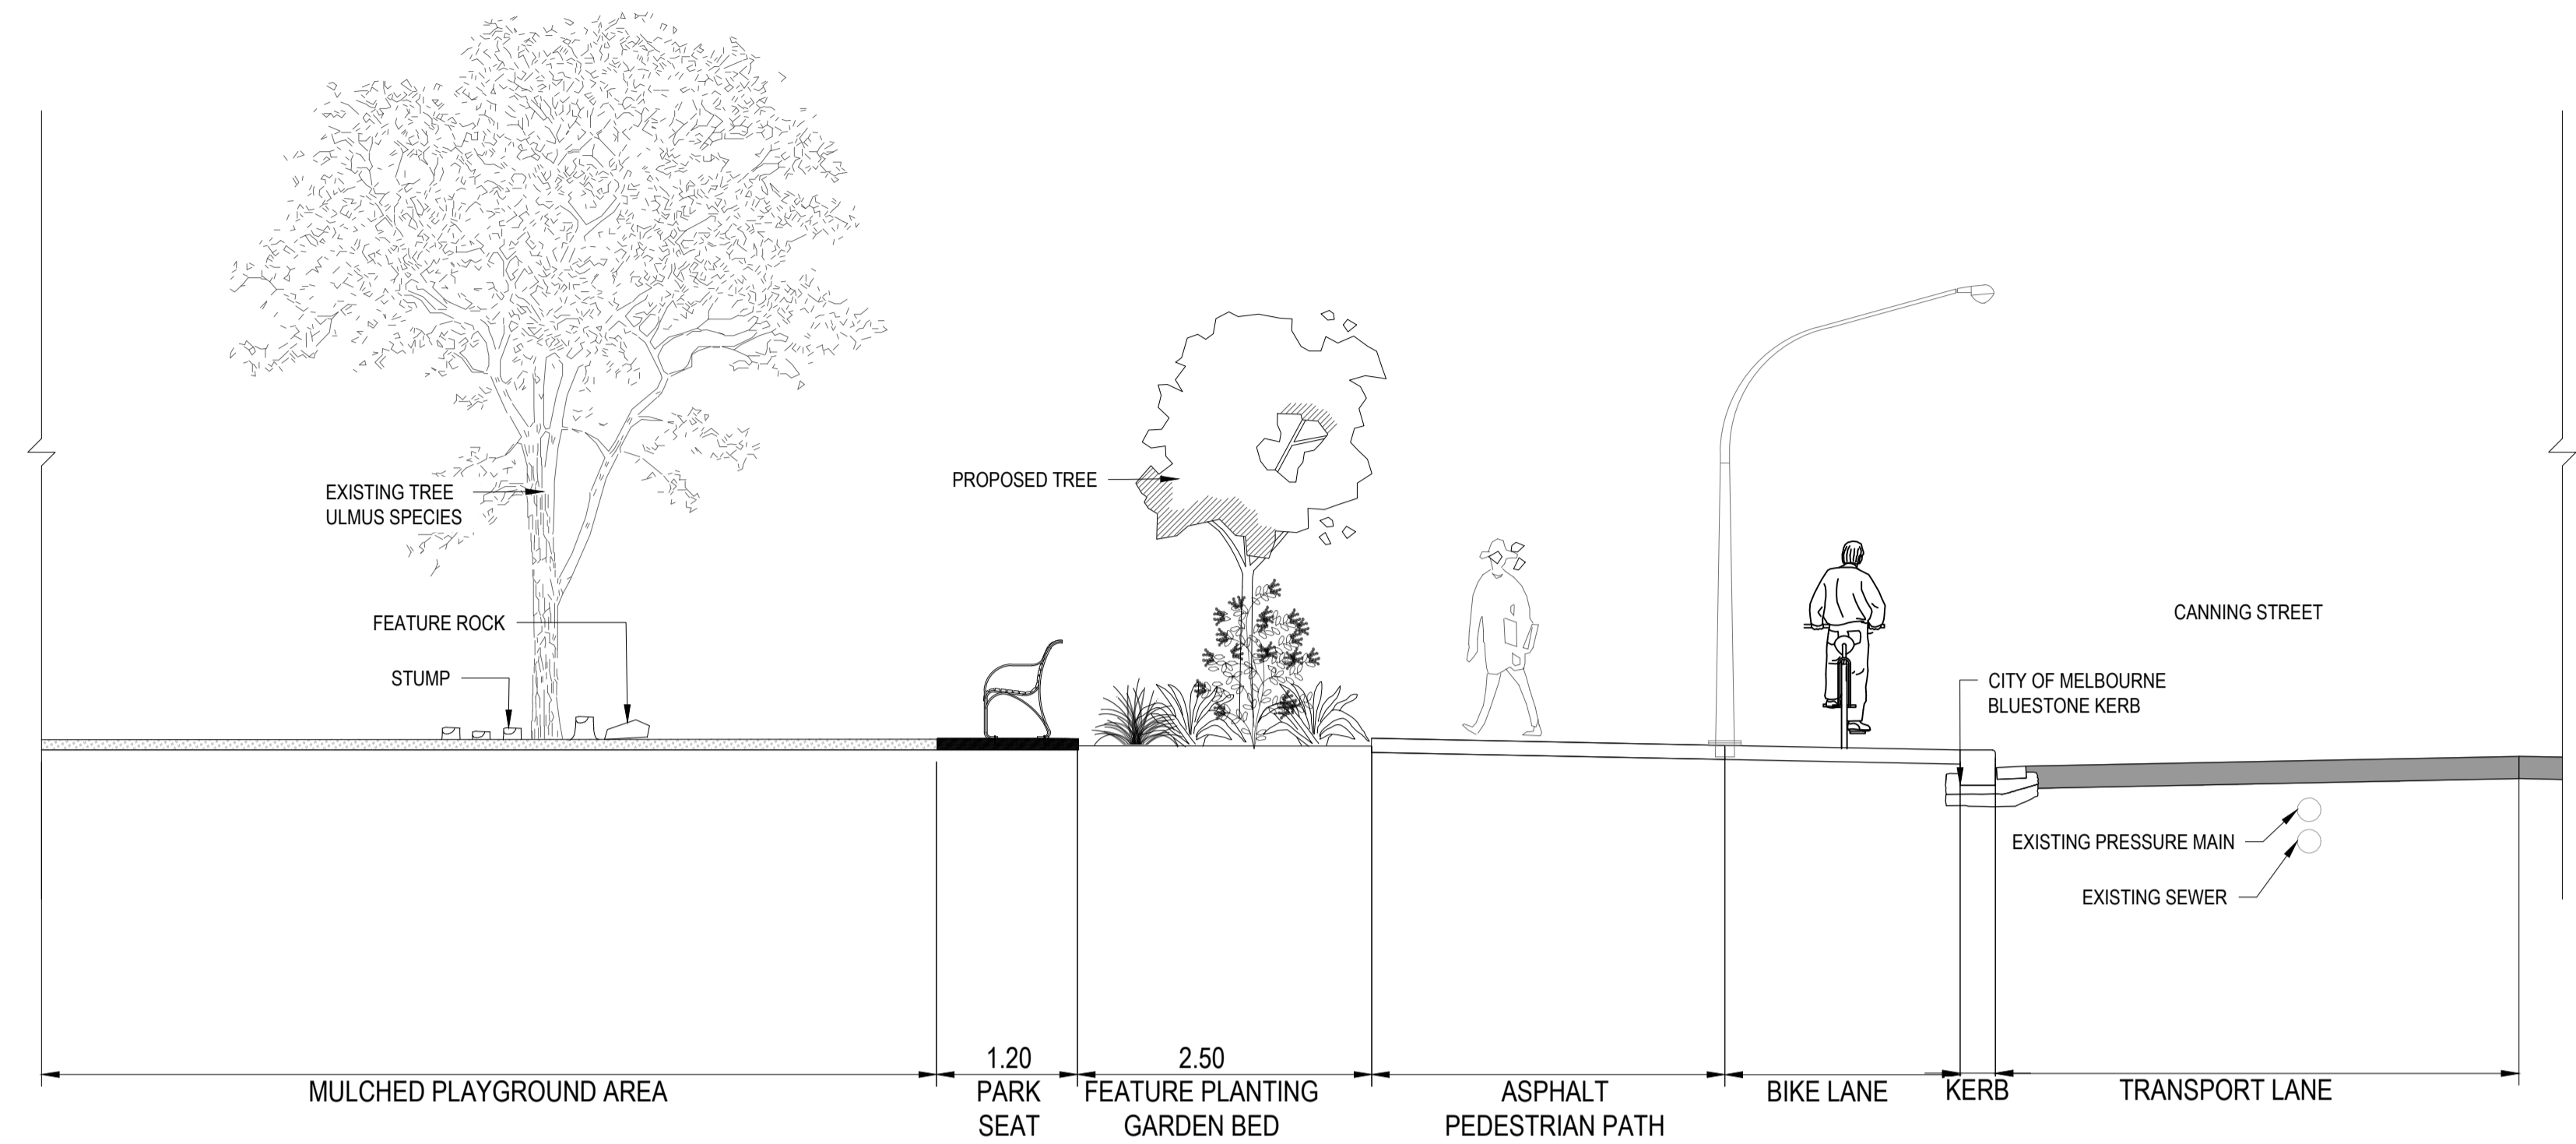 EXISTING TREE
ULMUS SPECIES
FEATURE ROCK
STUMP
PROPOSED TREE
CANNING STREET
CITY OF MELBOURNE
BLUESTONE KERB
EXISTING PRESSURE MAIN
EXISTING SEWER
MULCHED PLAYGROUND AREA
1.20
PARK
SEAT
2.50
FEATURE PLANTING
GARDEN BED
ASPHALT
PEDESTRIAN PATH
BIKE LANE
KERB
TRANSPORT LANE